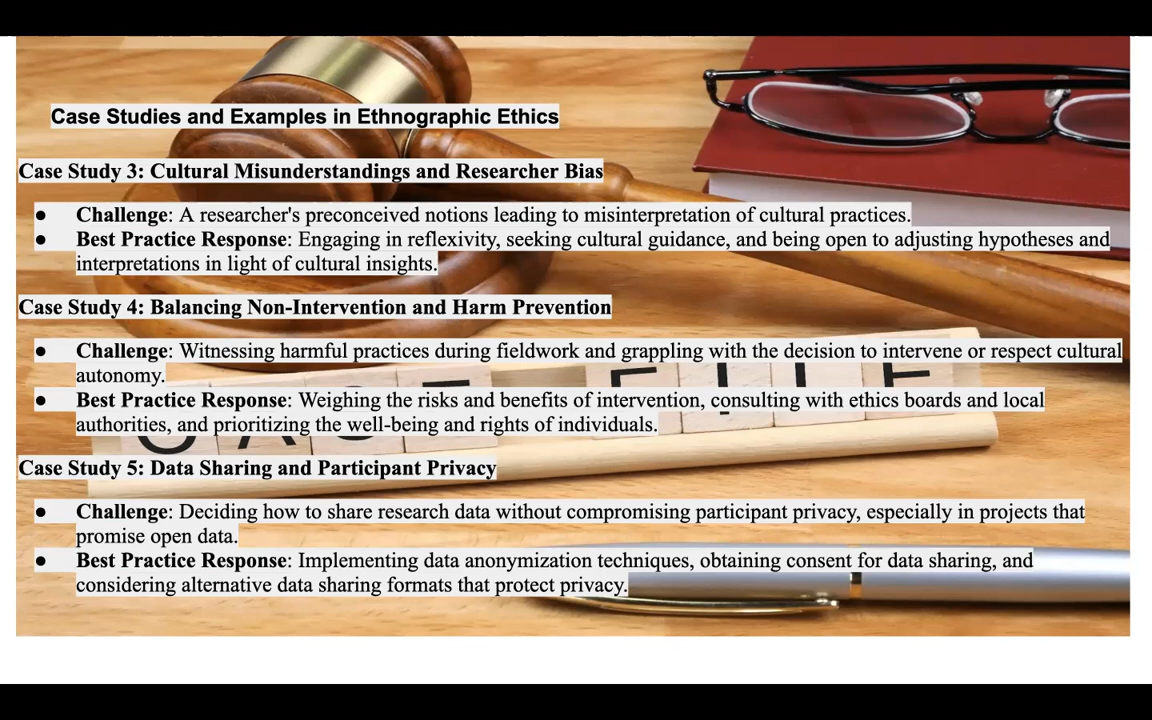 Case Studies and Examples in Ethnographic Ethics
Case Study 3: Cultural Misunderstandings and Researcher Bias
● Challenge: A researcher's preconceived notions leading to misinterpretation of cultural practices.
● Best Practice Response: Engaging in reflexivity, seeking cultural guidance, and being open to adjusting hypotheses and
interpretations in light of cultural insights.
Case Study 4: Balancing Non-Intervention and Harm Prevention
● Challenge: Witnessing harmful practices during fieldwork and grappling with the decision to intervene or respect cultural
autonomy.
● Best Practice Response: Weighing the risks and benefits of intervention, consulting with ethics boards and local
authorities, and prioritizing the well-being and rights of individuals.
Case Study 5: Data Sharing and Participant Privacy
● Challenge: Deciding how to share research data without compromising participant privacy, especially in projects that
promise open data.
● Best Practice Response: Implementing data anonymization techniques, obtaining consent for data sharing, and
considering alternative data sharing formats that protect privacy.